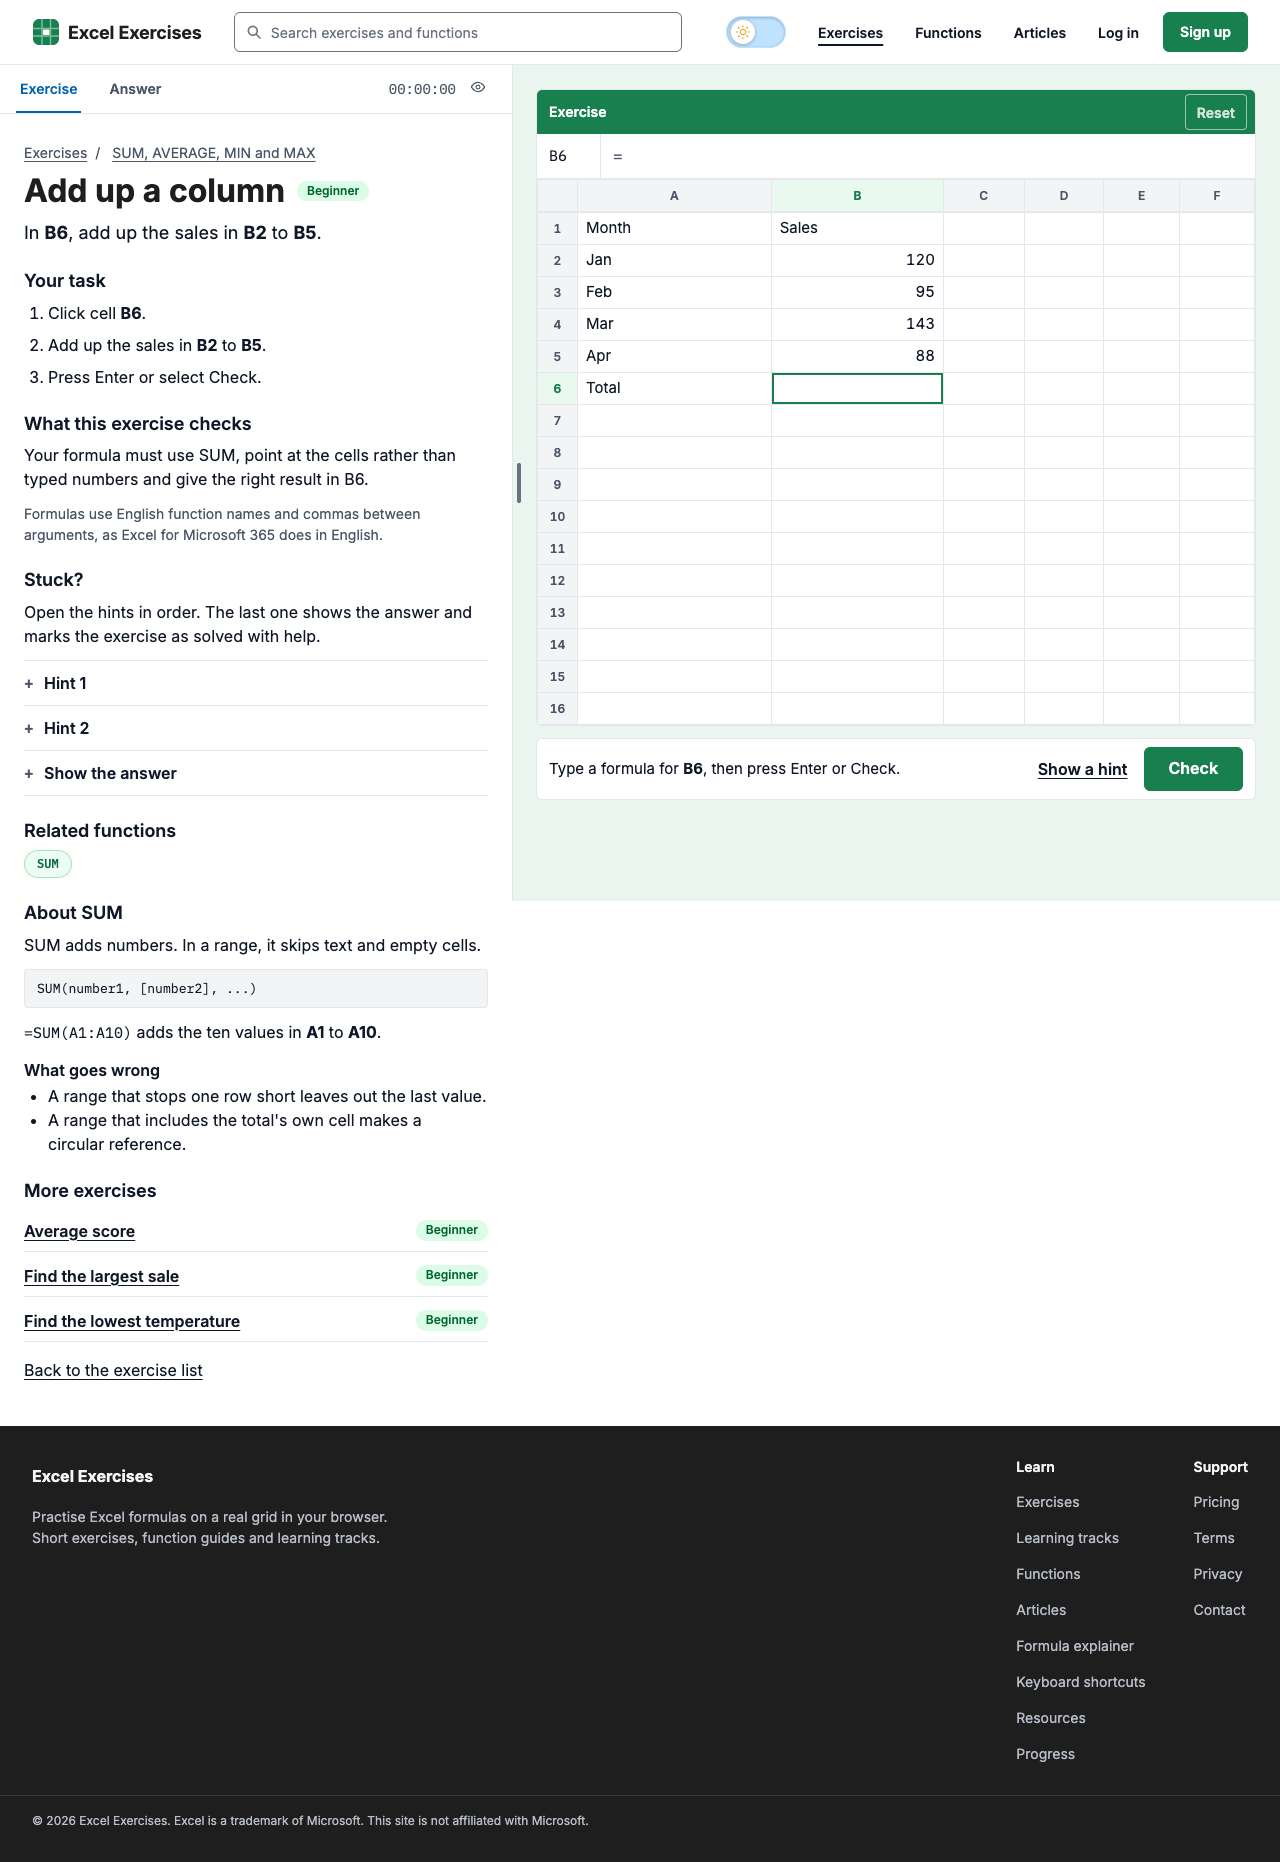 Excel Exercises
Search exercises and functions
Exercises
Functions
Articles
Log in
Sign up
Exercise
Answer
00:00:00
Exercises / SUM, AVERAGE, MIN and MAX
Add up a column Beginner
In B6, add up the sales in B2 to B5.
Your task
1. Click cell B6.
2. Add up the sales in B2 to B5.
3. Press Enter or select Check.
What this exercise checks
Your formula must use SUM, point at the cells rather than
typed numbers and give the right result in B6.
Formulas use English function names and commas between
arguments, as Excel for Microsoft 365 does in English.
Stuck?
Open the hints in order. The last one shows the answer and
marks the exercise as solved with help.
+ Hint 1
+ Hint 2
+ Show the answer
Related functions
SUM
About SUM
SUM adds numbers. In a range, it skips text and empty cells.
SUM(number1, [number2], ...)
=SUM(A1:A10) adds the ten values in A1 to A10.
What goes wrong
• A range that stops one row short leaves out the last value.
• A range that includes the total's own cell makes a
circular reference.
More exercises
Average score Beginner
Find the largest sale Beginner
Find the lowest temperature Beginner
Back to the exercise list
Exercise
Reset
B6 =
A B C D E F
1 Month Sales
2 Jan 120
3 Feb 95
4 Mar 143
5 Apr 88
6 Total
7
8
9
10
11
12
13
14
15
16
Type a formula for B6, then press Enter or Check.
Show a hint
Check
Excel Exercises
Practise Excel formulas on a real grid in your browser.
Short exercises, function guides and learning tracks.
Learn
Exercises
Learning tracks
Functions
Articles
Formula explainer
Keyboard shortcuts
Resources
Progress
Support
Pricing
Terms
Privacy
Contact
© 2026 Excel Exercises. Excel is a trademark of Microsoft. This site is not affiliated with Microsoft.